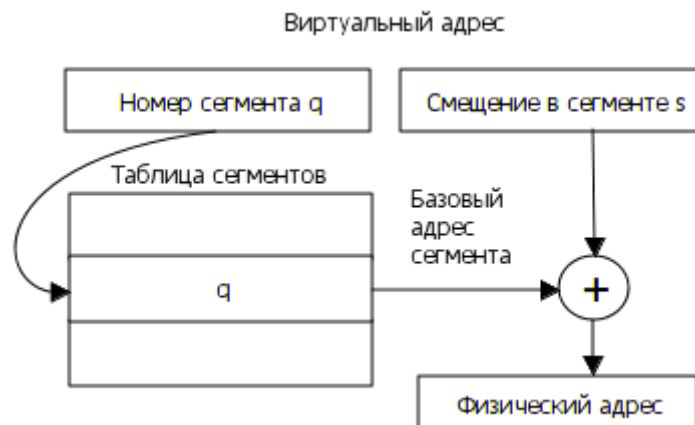 Виртуальный адрес
Номер сегмента q
Смещение в сегменте s
Таблица сегментов
Базовый
адрес
сегмента
q
+
Физический адрес